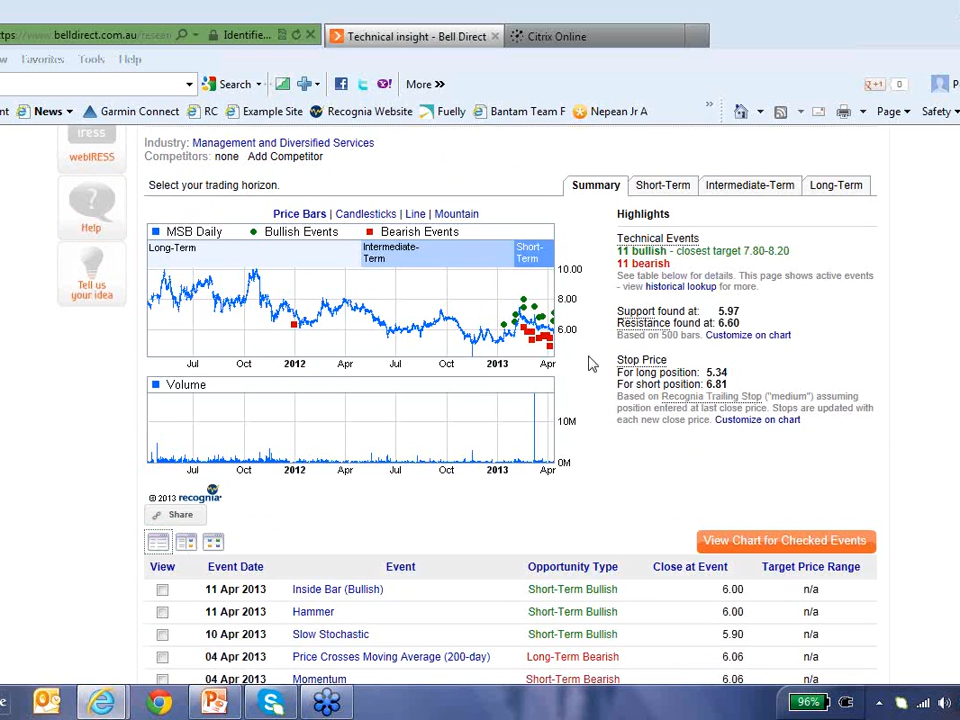 https://www.belldirect.com.au/resea
Identifie...
Technical insight - Bell Direct
Citrix Online
w Favorites Tools Help
Search
More »
+1 0 P
nt News Garmin Connect RC Example Site Recognia Website Fuelly Bantam Team F Nepean Jr A » Page Safety
iress
webIRESS
Help
Tell us
your idea
Industry: Management and Diversified Services
Competitors: none Add Competitor
Select your trading horizon.
Summary Short-Term Intermediate-Term Long-Term
Price Bars | Candlesticks | Line | Mountain
MSB Daily Bullish Events Bearish Events
Long-Term
Intermediate-
Term
Short-
Term
10.00
8.00
6.00
Jul Oct 2012 Apr Jul Oct 2013 Apr
Volume
10M
0M
Jul Oct 2012 Apr Jul Oct 2013 Apr
© 2013 recognia
Share
Highlights
Technical Events
11 bullish - closest target 7.80-8.20
11 bearish
See table below for details. This page shows active events
- view historical lookup for more.
Support found at: 5.97
Resistance found at: 6.60
Based on 500 bars. Customize on chart
Stop Price
For long position: 5.34
For short position: 6.81
Based on Recognia Trailing Stop ("medium") assuming
position entered at last close price. Stops are updated with
each new close price. Customize on chart
View Chart for Checked Events
View Event Date Event Opportunity Type Close at Event Target Price Range
11 Apr 2013 Inside Bar (Bullish) Short-Term Bullish 6.00 n/a
11 Apr 2013 Hammer Short-Term Bullish 6.00 n/a
10 Apr 2013 Slow Stochastic Short-Term Bullish 5.90 n/a
04 Apr 2013 Price Crosses Moving Average (200-day) Long-Term Bearish 6.06 n/a
04 Apr 2013 Momentum Short-Term Bearish 6.06 n/a
96%